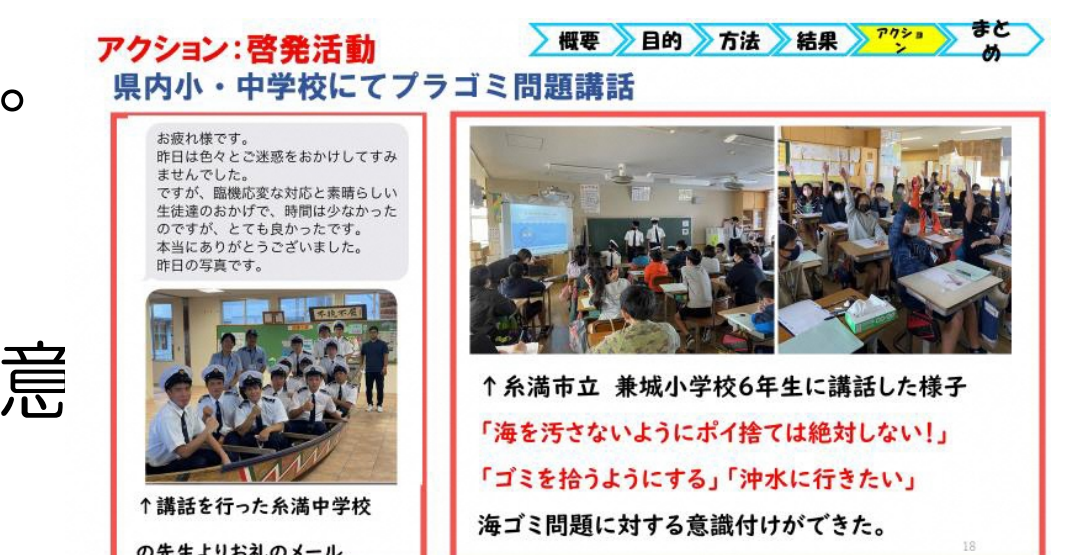 アクション：啓発活動
概要
目的
方法
結果
アクション
まとめ
県内小・中学校にてプラゴミ問題講話
。
意
お疲れ様です。
昨日は色々とご迷惑をおかけしてすみ
ませんでした。
ですが、臨機応変な対応と素晴らしい
生徒達のおかげで、時間は少なかった
のですが、とても良かったです。
本当にありがとうございました。
昨日の写真です。
↑講話を行った糸満中学校
の先生よりお礼のメール
↑糸満市立 兼城小学校6年生に講話した様子
「海を汚さないようにポイ捨ては絶対しない！」
「ゴミを拾うようにする」「沖水に行きたい」
海ゴミ問題に対する意識付けができた。
18